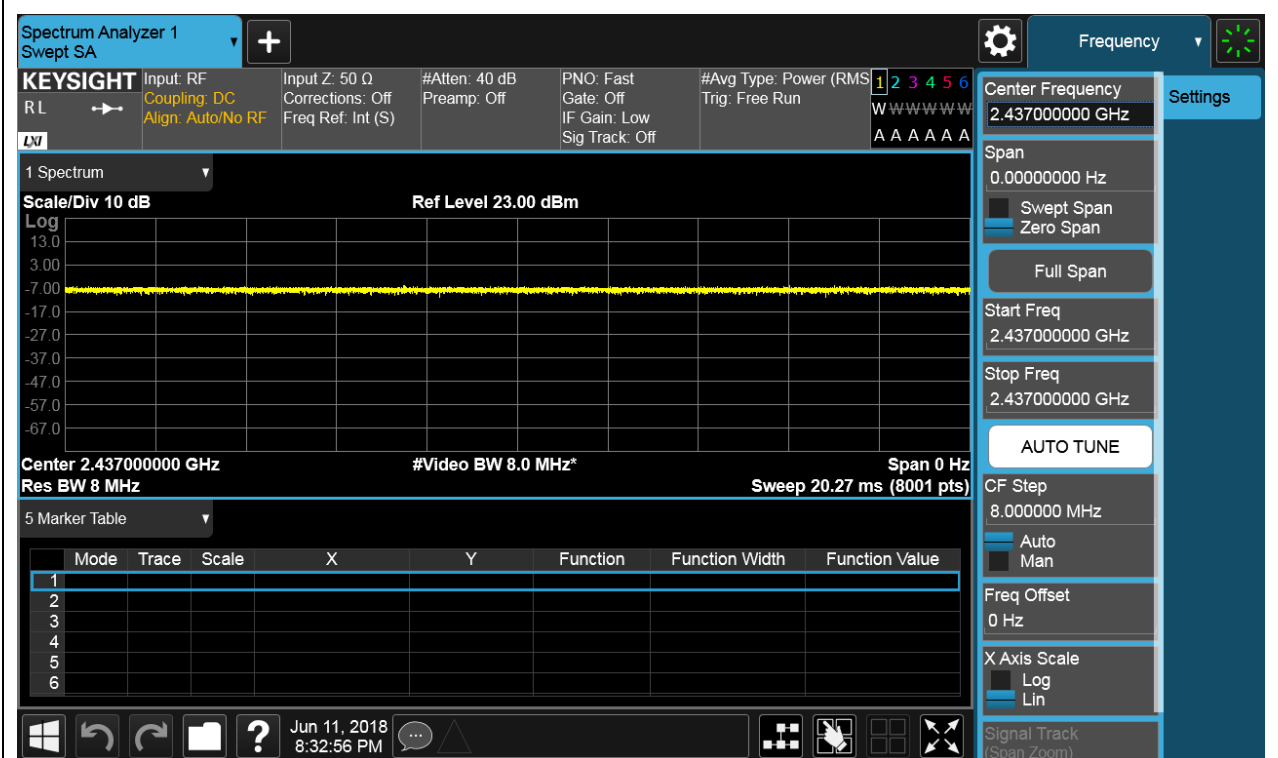 Spectrum Analyzer 1
Swept SA
+
Frequency
KEYSIGHT
RL
LXI
Input: RF
Coupling: DC
Align: Auto/No RF
Input Z: 50 Ω
Corrections: Off
Freq Ref: Int (S)
#Atten: 40 dB
Preamp: Off
PNO: Fast
Gate: Off
IF Gain: Low
Sig Track: Off
#Avg Type: Power (RMS
Trig: Free Run
1 2 3 4 5 6
W W W W W W
A A A A A A
1 Spectrum
Scale/Div 10 dB
Ref Level 23.00 dBm
Log
13.0
3.00
-7.00
-17.0
-27.0
-37.0
-47.0
-57.0
-67.0
Center 2.437000000 GHz
#Video BW 8.0 MHz*
Span 0 Hz
Res BW 8 MHz
Sweep 20.27 ms (8001 pts)
5 Marker Table
Mode Trace Scale X Y Function Function Width Function Value
1
2
3
4
5
6
?
Jun 11, 2018
8:32:56 PM
Center Frequency
2.437000000 GHz
Span
0.00000000 Hz
Swept Span
Zero Span
Full Span
Start Freq
2.437000000 GHz
Stop Freq
2.437000000 GHz
AUTO TUNE
CF Step
8.000000 MHz
Auto
Man
Freq Offset
0 Hz
X Axis Scale
Log
Lin
Signal Track
(Span Zoom)
Settings